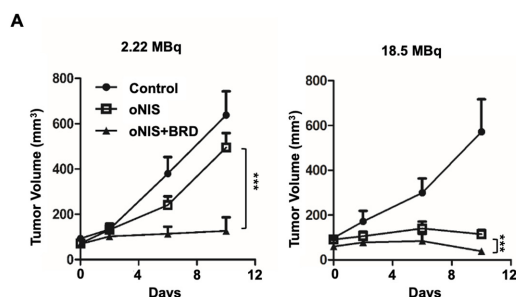 A
2.22 MBq
18.5 MBq
Tumor Volume (mm³)
800
600
400
200
0
Control
oNIS
oNIS+BRD
***
0 4 8 12
Days
Tumor Volume (mm³)
800
600
400
200
0
***
0 4 8 12
Days